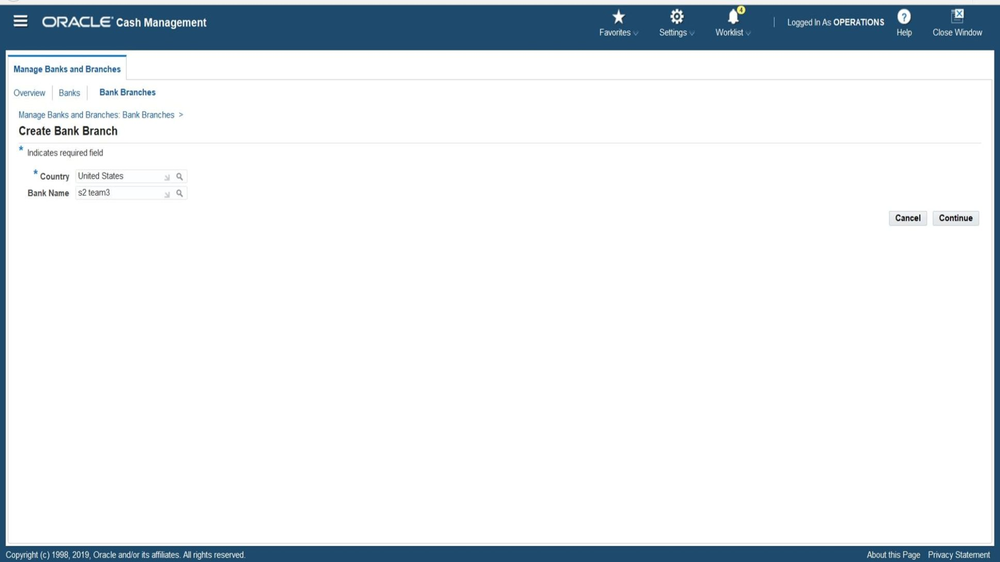 ORACLE Cash Management
Favorites
Settings
4
Worklist
Logged In As OPERATIONS
?
Help
Close Window
Manage Banks and Branches
Overview
Banks
Bank Branches
Manage Banks and Branches: Bank Branches >
Create Bank Branch
* Indicates required field
* Country United States
Bank Name s2 team3
Cancel
Continue
Copyright (c) 1998, 2019, Oracle and/or its affiliates. All rights reserved.
About this Page Privacy Statement